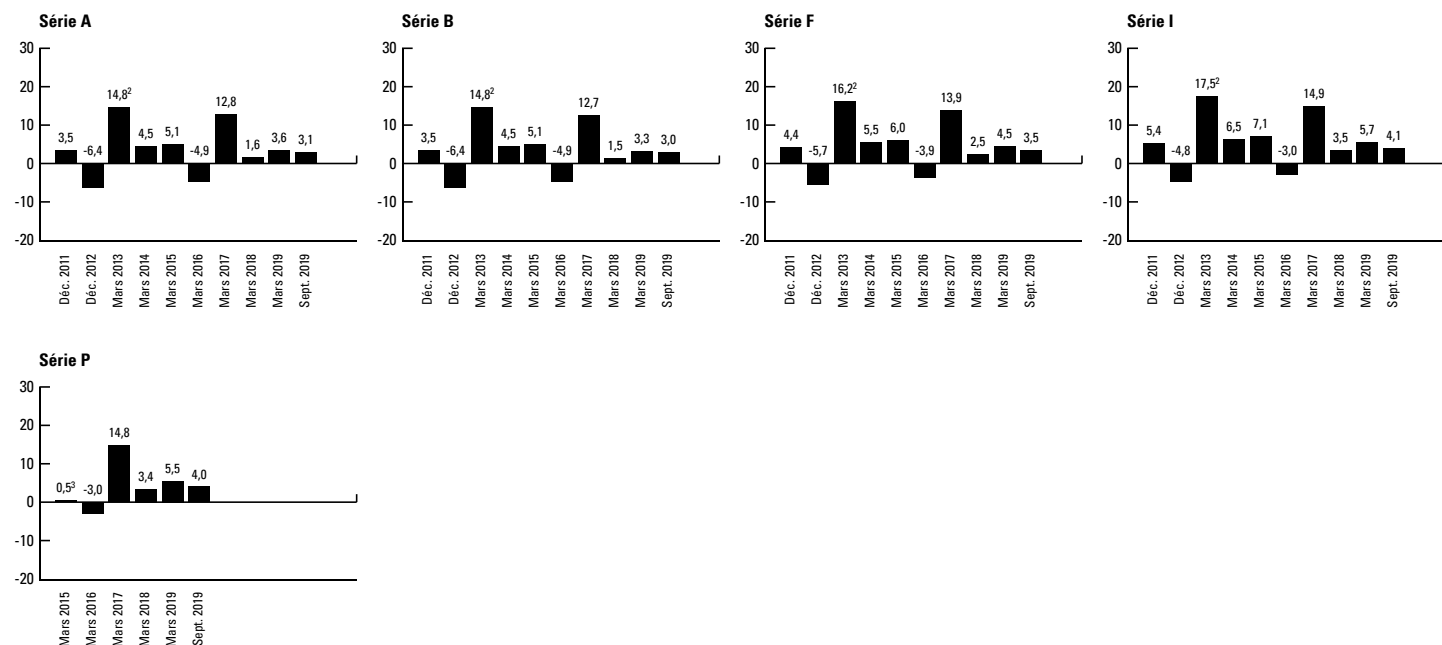 Série A
30
20
10
0
-10
-20
3,5
-6,4
14,8²
4,5
5,1
-4,9
12,8
1,6
3,6
3,1
Déc. 2011
Déc. 2012
Mars 2013
Mars 2014
Mars 2015
Mars 2016
Mars 2017
Mars 2018
Mars 2019
Sept. 2019
Série B
30
20
10
0
-10
-20
3,5
-6,4
14,8²
4,5
5,1
-4,9
12,7
1,5
3,3
3,0
Déc. 2011
Déc. 2012
Mars 2013
Mars 2014
Mars 2015
Mars 2016
Mars 2017
Mars 2018
Mars 2019
Sept. 2019
Série F
30
20
10
0
-10
-20
4,4
-5,7
16,2²
5,5
6,0
-3,9
13,9
2,5
4,5
3,5
Déc. 2011
Déc. 2012
Mars 2013
Mars 2014
Mars 2015
Mars 2016
Mars 2017
Mars 2018
Mars 2019
Sept. 2019
Série I
30
20
10
0
-10
-20
5,4
-4,8
17,5²
6,5
7,1
-3,0
14,9
3,5
5,7
4,1
Déc. 2011
Déc. 2012
Mars 2013
Mars 2014
Mars 2015
Mars 2016
Mars 2017
Mars 2018
Mars 2019
Sept. 2019
Série P
30
20
10
0
-10
-20
0,5³
-3,0
14,8
3,4
5,5
4,0
Mars 2015
Mars 2016
Mars 2017
Mars 2018
Mars 2019
Sept. 2019